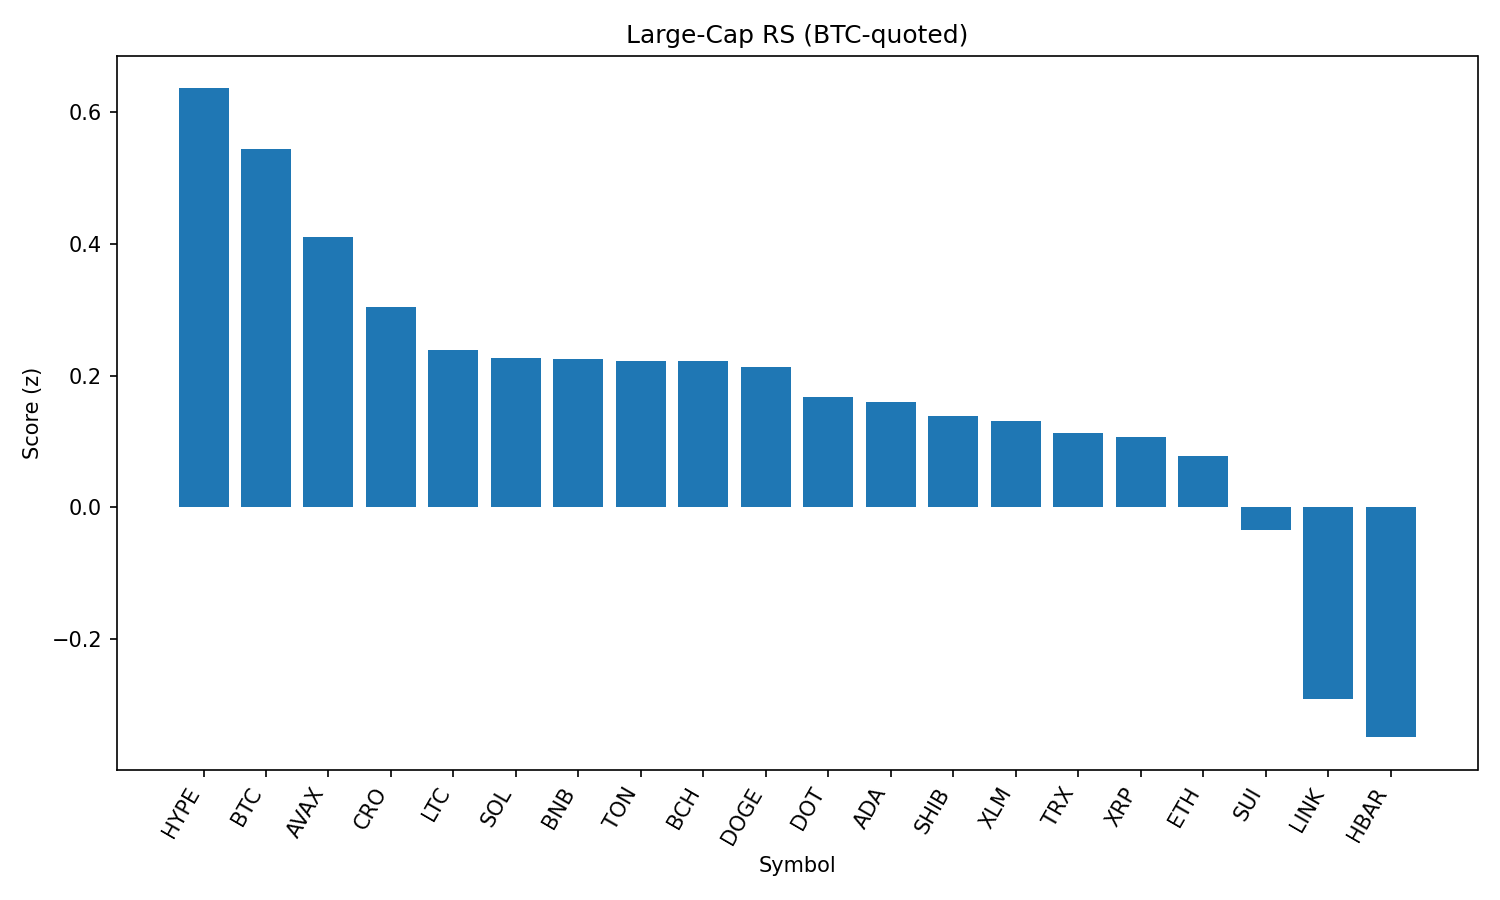 Large-Cap RS (BTC-quoted)
Score (z)
0.6
0.4
0.2
0.0
−0.2
HYPE
BTC
AVAX
CRO
LTC
SOL
BNB
TON
BCH
DOGE
DOT
ADA
SHIB
XLM
TRX
XRP
ETH
SUI
LINK
HBAR
Symbol